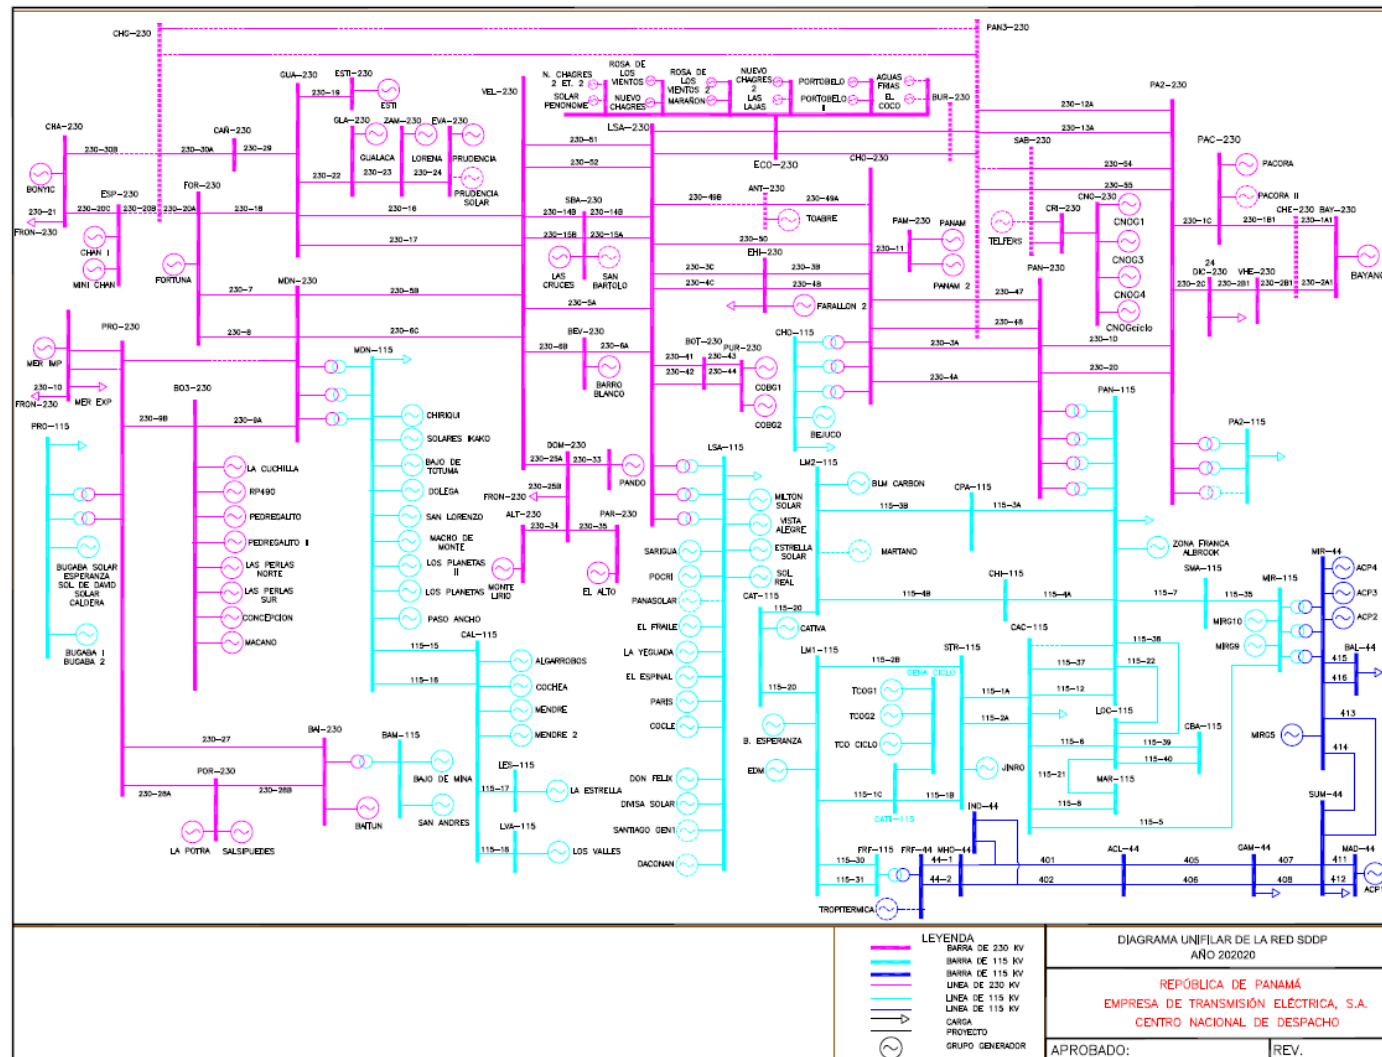 CHG-230
PAN3-230
GUA-230
ESTI-230
230-19
ESTI
VEL-230
N. CHAGRES
2 ET. 2
SOLAR
PENONOME
ROSA DE
LOS
VIENTOS
NUEVO
CHAGRES
ROSA DE
LOS
VIENTOS 2
MARAÑON
NUEVO
CHAGRES
2
LAS
LAJAS
PORTOBELO
PORTOBELO
II
AGUAS
FRIAS
EL
COCO
BUR-230
PA2-230
230-12A
230-13A
CHA-230
CAÑ-230
GLA-230
ZAM-230
EVA-230
GUALACA
LORENA
PRUDENCIA
PRUDENCIA
SOLAR
LSA-230
230-51
230-52
ECO-230
CHO-230
SAB-230
PAC-230
PACORA
PACORA II
230-30B
230-30A
230-29
230-22
230-23
230-24
230-54
230-55
BONYIC
ESP-230
FOR-230
230-21
230-20C
230-20B
230-20A
230-18
230-16
230-17
FRON-230
CHAN I
MINI CHAN
FORTUNA
SBA-230
230-14B
230-14B
230-15B
230-15A
LAS
CRUCES
SAN
BARTOLO
230-49B
ANT-230
230-49A
TOABRE
230-50
PAM-230
PANAM
230-11
PANAM 2
TELFERS
CRI-230
CNO-230
CNOG1
CNOG3
CNOG4
CNOGciclo
230-1C
230-1B1
CHE-230
BAY-230
230-1A1
BAYANO
24
DIC-230
VHE-230
230-2C
230-2B1
230-2B1
230-2A1
EHI-230
230-3C
230-3B
230-4C
230-4B
FARALLON 2
PAN-230
MDN-230
230-7
230-5B
230-5A
230-8
230-6C
230-47
230-48
230-3A
230-4A
230-10
230-20
PRO-230
MER IMP
230-10
FRON-230
MER EXP
BO3-230
MDN-115
BEV-230
230-6B
230-6A
BARRO
BLANCO
BOT-230
PUR-230
230-41
230-43
230-42
230-44
COBG1
COBG2
CHO-115
BEJUCO
PAN-115
PA2-115
PRO-115
230-9B
230-9A
CHIRIQUI
SOLARES IKAKO
BAJO DE
TOTUMA
DOLEGA
SAN LORENZO
MACHO DE
MONTE
LOS PLANETAS
II
LOS PLANETAS
PASO ANCHO
LA CUCHILLA
RP490
PEDREGALITO
PEDREGALITO II
LAS PERLAS
NORTE
LAS PERLAS
SUR
CONCEPCION
MACANO
BUGABA SOLAR
ESPERANZA
SOL DE DAVID
SOLAR
CALDERA
BUGABA 1
BUGABA 2
DOM-230
230-25A
230-33
PANDO
230-25B
FRON-230
ALT-230
PAR-230
230-34
230-35
MONTE
LIRIO
EL ALTO
LSA-115
MILTON
SOLAR
VISTA
ALEGRE
ESTRELLA
SOLAR
SOL
REAL
SARIGUA
POCRI
PANASOLAR
EL FRAILE
LA YEGUADA
EL ESPINAL
PARIS
COCLE
DON FELIX
DIVISA SOLAR
SANTIAGO GEN1
DACONAN
LM2-115
BLM CARBON
CPA-115
115-3B
115-3A
MARTANO
ZONA FRANCA
ALBROOK
CAT-115
115-20
CATIVA
115-4B
CHI-115
115-4A
CAC-115
SMA-115
115-7
115-35
MIR-115
MIR-44
ACP4
ACP3
ACP2
MIRG10
MIRG9
BAL-44
415
416
413
MIRG5
414
LM1-115
115-2B
STR-115
GENA CICLO
TCOG1
TCOG2
TCO CICLO
115-20
B. ESPERANZA
EDM
115-1A
115-2A
115-37
115-38
115-22
115-12
LOC-115
CBA-115
115-6
115-39
115-40
115-21
MAR-115
115-8
115-5
JINRO
115-1C
115-1B
CATI-115
IND-44
SUM-44
CAL-115
115-15
115-16
ALGARROBOS
COCHEA
MENDRE
MENDRE 2
LES-115
115-17
LA ESTRELLA
LVA-115
115-18
LOS VALLES
230-27
BAI-230
BAM-115
BAJO DE MINA
SAN ANDRES
BAITUN
POR-230
230-28A
230-28B
LA POTRA
SALSIPUEDES
FRF-115
FRF-44
MHO-44
ACL-44
GAM-44
MAD-44
115-30
44-1
401
405
407
411
115-31
44-2
402
406
408
412
TROPITERMICA
ACP1
LEYENDA
BARRA DE 230 KV
BARRA DE 115 KV
BARRA DE 115 KV
LINEA DE 230 KV
LINEA DE 115 KV
LINEA DE 115 KV
CARGA
PROYECTO
GRUPO GENERADOR
DIAGRAMA UNIFILAR DE LA RED SDDP
AÑO 202020
REPÚBLICA DE PANAMÁ
EMPRESA DE TRANSMISIÓN ELÉCTRICA, S.A.
CENTRO NACIONAL DE DESPACHO
APROBADO:
REV.